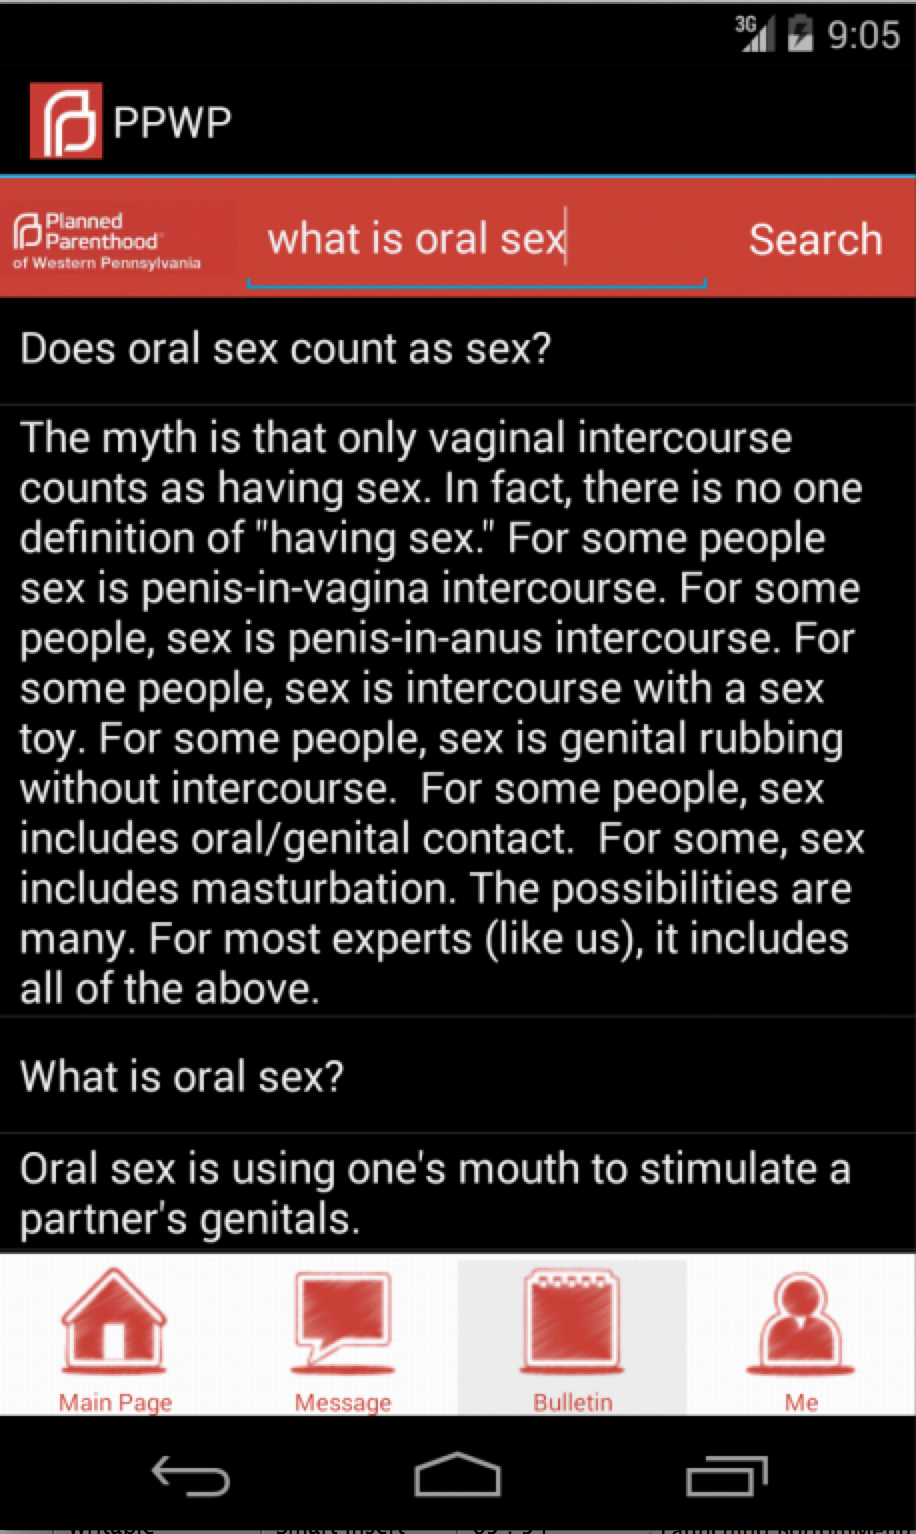 3G 9:05
PPWP
Planned
Parenthood
of Western Pennsylvania
what is oral sex
Search
Does oral sex count as sex?
The myth is that only vaginal intercourse
counts as having sex. In fact, there is no one
definition of "having sex." For some people
sex is penis-in-vagina intercourse. For some
people, sex is penis-in-anus intercourse. For
some people, sex is intercourse with a sex
toy. For some people, sex is genital rubbing
without intercourse.  For some people, sex
includes oral/genital contact.  For some, sex
includes masturbation. The possibilities are
many. For most experts (like us), it includes
all of the above.
What is oral sex?
Oral sex is using one's mouth to stimulate a
partner's genitals.
Main Page Message Bulletin Me